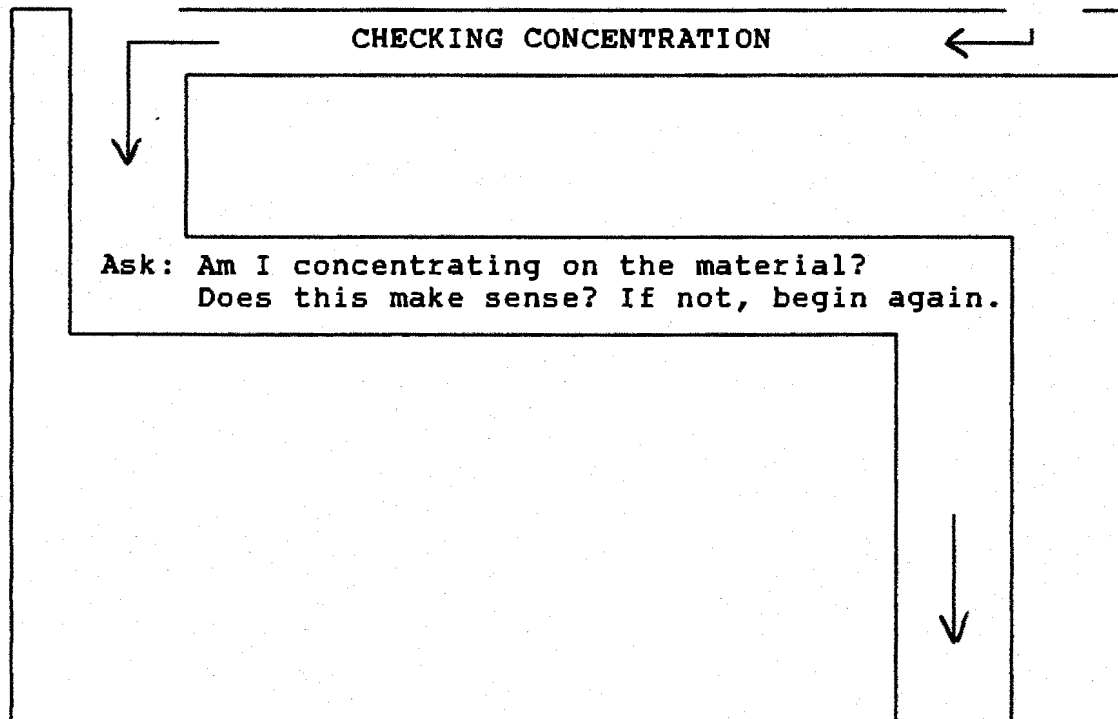 CHECKING CONCENTRATION
Ask: Am I concentrating on the material?
Does this make sense? If not, begin again.